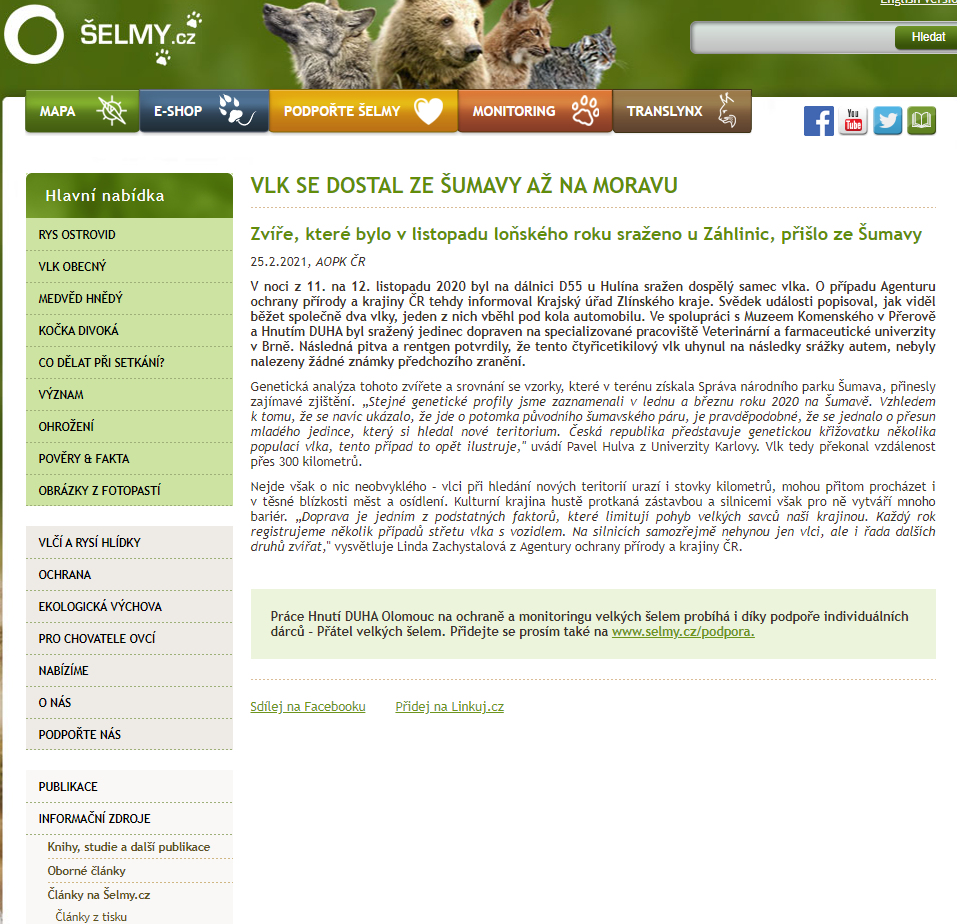 English
ŠELMY.cz
Hledat
MAPA
E-SHOP
PODPOŘTE ŠELMY
MONITORING
TRANSLYNX
You
Tube
Hlavní nabídka
RYS OSTROVID
VLK OBECNÝ
MEDVĚD HNĚDÝ
KOČKA DIVOKÁ
CO DĚLAT PŘI SETKÁNÍ?
VÝZNAM
OHROŽENÍ
POVĚRY & FAKTA
OBRÁZKY Z FOTOPASTÍ
VLČÍ A RYSÍ HLÍDKY
OCHRANA
EKOLOGICKÁ VÝCHOVA
PRO CHOVATELE OVCÍ
NABÍZÍME
O NÁS
PODPOŘTE NÁS
PUBLIKACE
INFORMAČNÍ ZDROJE
Knihy, studie a další publikace
Oborné články
Články na Šelmy.cz
Články z tisku
VLK SE DOSTAL ZE ŠUMAVY AŽ NA MORAVU
Zvíře, které bylo v listopadu loňského roku sraženo u Záhlinic, přišlo ze Šumavy
25.2.2021, AOPK ČR
V noci z 11. na 12. listopadu 2020 byl na dálnici D55 u Hulína sražen dospělý samec vlka. O případu Agenturu
ochrany přírody a krajiny ČR tehdy informoval Krajský úřad Zlínského kraje. Svědek události popisoval, jak viděl
běžet společně dva vlky, jeden z nich vběhl pod kola automobilu. Ve spolupráci s Muzeem Komenského v Přerově
a Hnutím DUHA byl sražený jedinec dopraven na specializované pracoviště Veterinární a farmaceutické univerzity
v Brně. Následná pitva a rentgen potvrdily, že tento čtyřicetikilový vlk uhynul na následky srážky autem, nebyly
nalezeny žádné známky předchozího zranění.
Genetická analýza tohoto zvířete a srovnání se vzorky, které v terénu získala Správa národního parku Šumava, přinesly
zajímavé zjištění. „Stejné genetické profily jsme zaznamenali v lednu a březnu roku 2020 na Šumavě. Vzhledem
k tomu, že se navíc ukázalo, že jde o potomka původního šumavského páru, je pravděpodobné, že se jednalo o přesun
mladého jedince, který si hledal nové teritorium. Česká republika představuje genetickou křižovatku několika
populací vlka, tento případ to opět ilustruje," uvádí Pavel Hulva z Univerzity Karlovy. Vlk tedy překonal vzdálenost
přes 300 kilometrů.
Nejde však o nic neobvyklého – vlci při hledání nových teritorií urazí i stovky kilometrů, mohou přitom procházet i
v těsné blízkosti měst a osídlení. Kulturní krajina hustě protkaná zástavbou a silnicemi však pro ně vytváří mnoho
bariér. „Doprava je jedním z podstatných faktorů, které limitují pohyb velkých savců naší krajinou. Každý rok
registrujeme několik případů střetu vlka s vozidlem. Na silnicích samozřejmě nehynou jen vlci, ale i řada dalších
druhů zvířat," vysvětluje Linda Zachystalová z Agentury ochrany přírody a krajiny ČR.
Práce Hnutí DUHA Olomouc na ochraně a monitoringu velkých šelem probíhá i díky podpoře individuálních
dárců – Přátel velkých šelem. Přidejte se prosím také na www.selmy.cz/podpora.
Sdílej na Facebooku
Přidej na Linkuj.cz